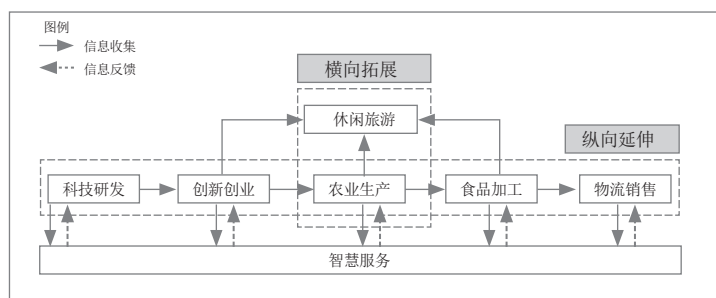 图例
信息收集
信息反馈
横向拓展
休闲旅游
纵向延伸
科技研发
创新创业
农业生产
食品加工
物流销售
智慧服务